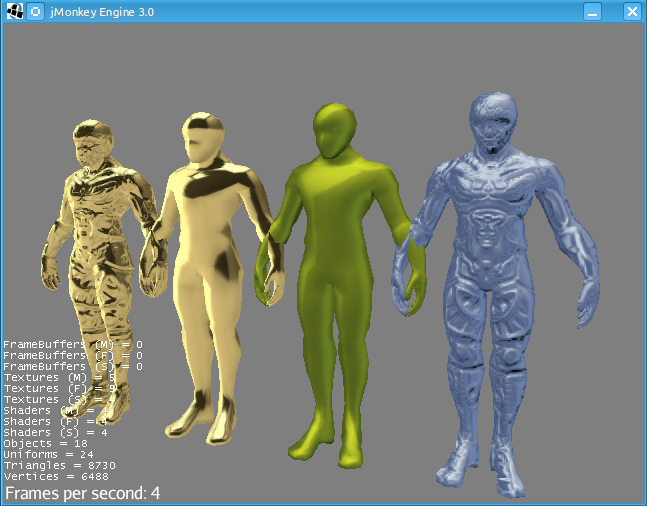 jMonkey Engine 3.0
FrameBuffers (M) = 0
FrameBuffers (F) = 0
FrameBuffers (S) = 0
Textures (M) = 5
Textures (F) = 5
Textures (S) = 4
Shaders (M) = 4
Shaders (F) = 4
Shaders (S) = 4
Objects = 18
Uniforms = 24
Triangles = 8730
Vertices = 6488
Frames per second: 4